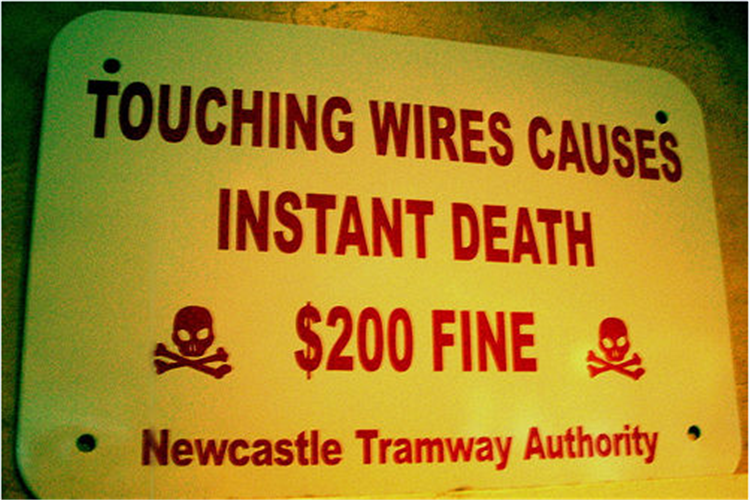 TOUCHING WIRES CAUSES
INSTANT DEATH
$200 FINE
Newcastle Tramway Authority